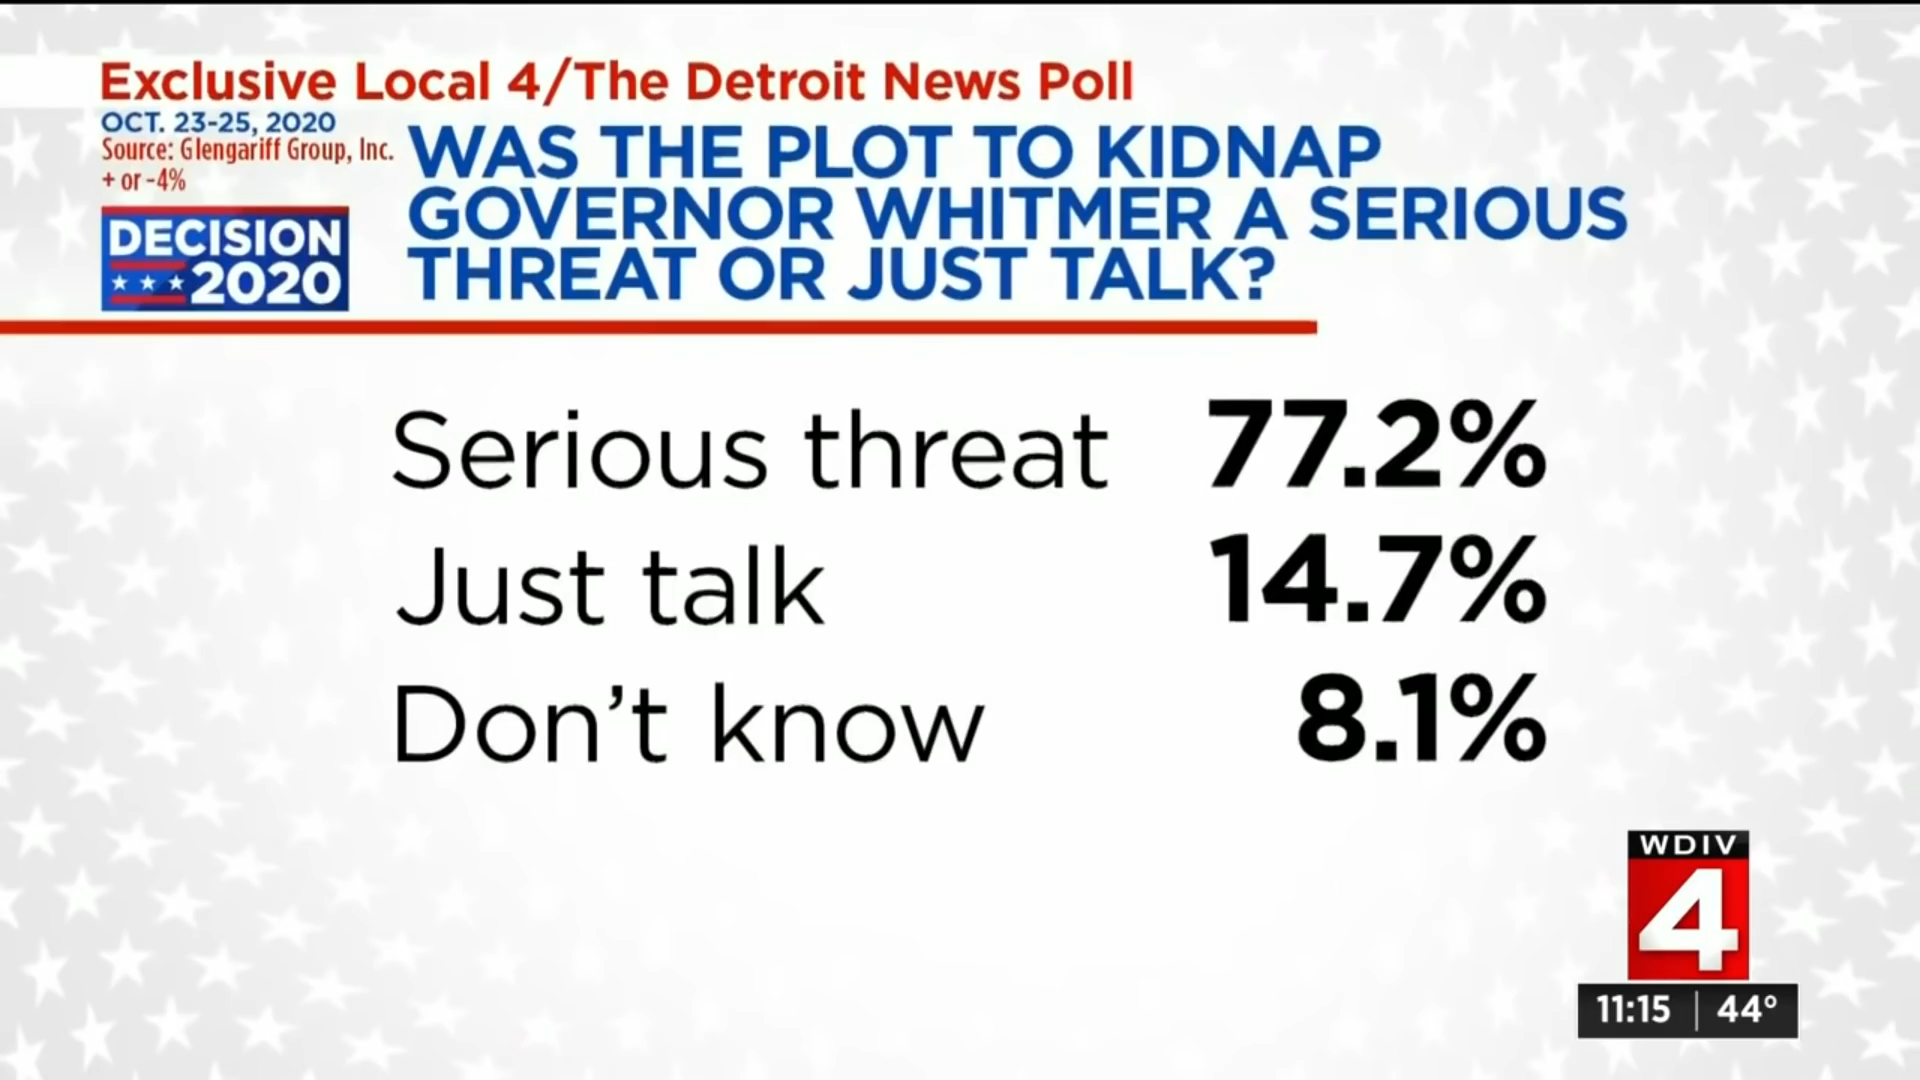 Exclusive Local 4/The Detroit News Poll
OCT. 23-25, 2020
Source: Glengariff Group, Inc.
+ or -4%
DECISION
2020
WAS THE PLOT TO KIDNAP
GOVERNOR WHITMER A SERIOUS
THREAT OR JUST TALK?
Serious threat 77.2%
Just talk 14.7%
Don't know 8.1%
WDIV
4
11:15 44°